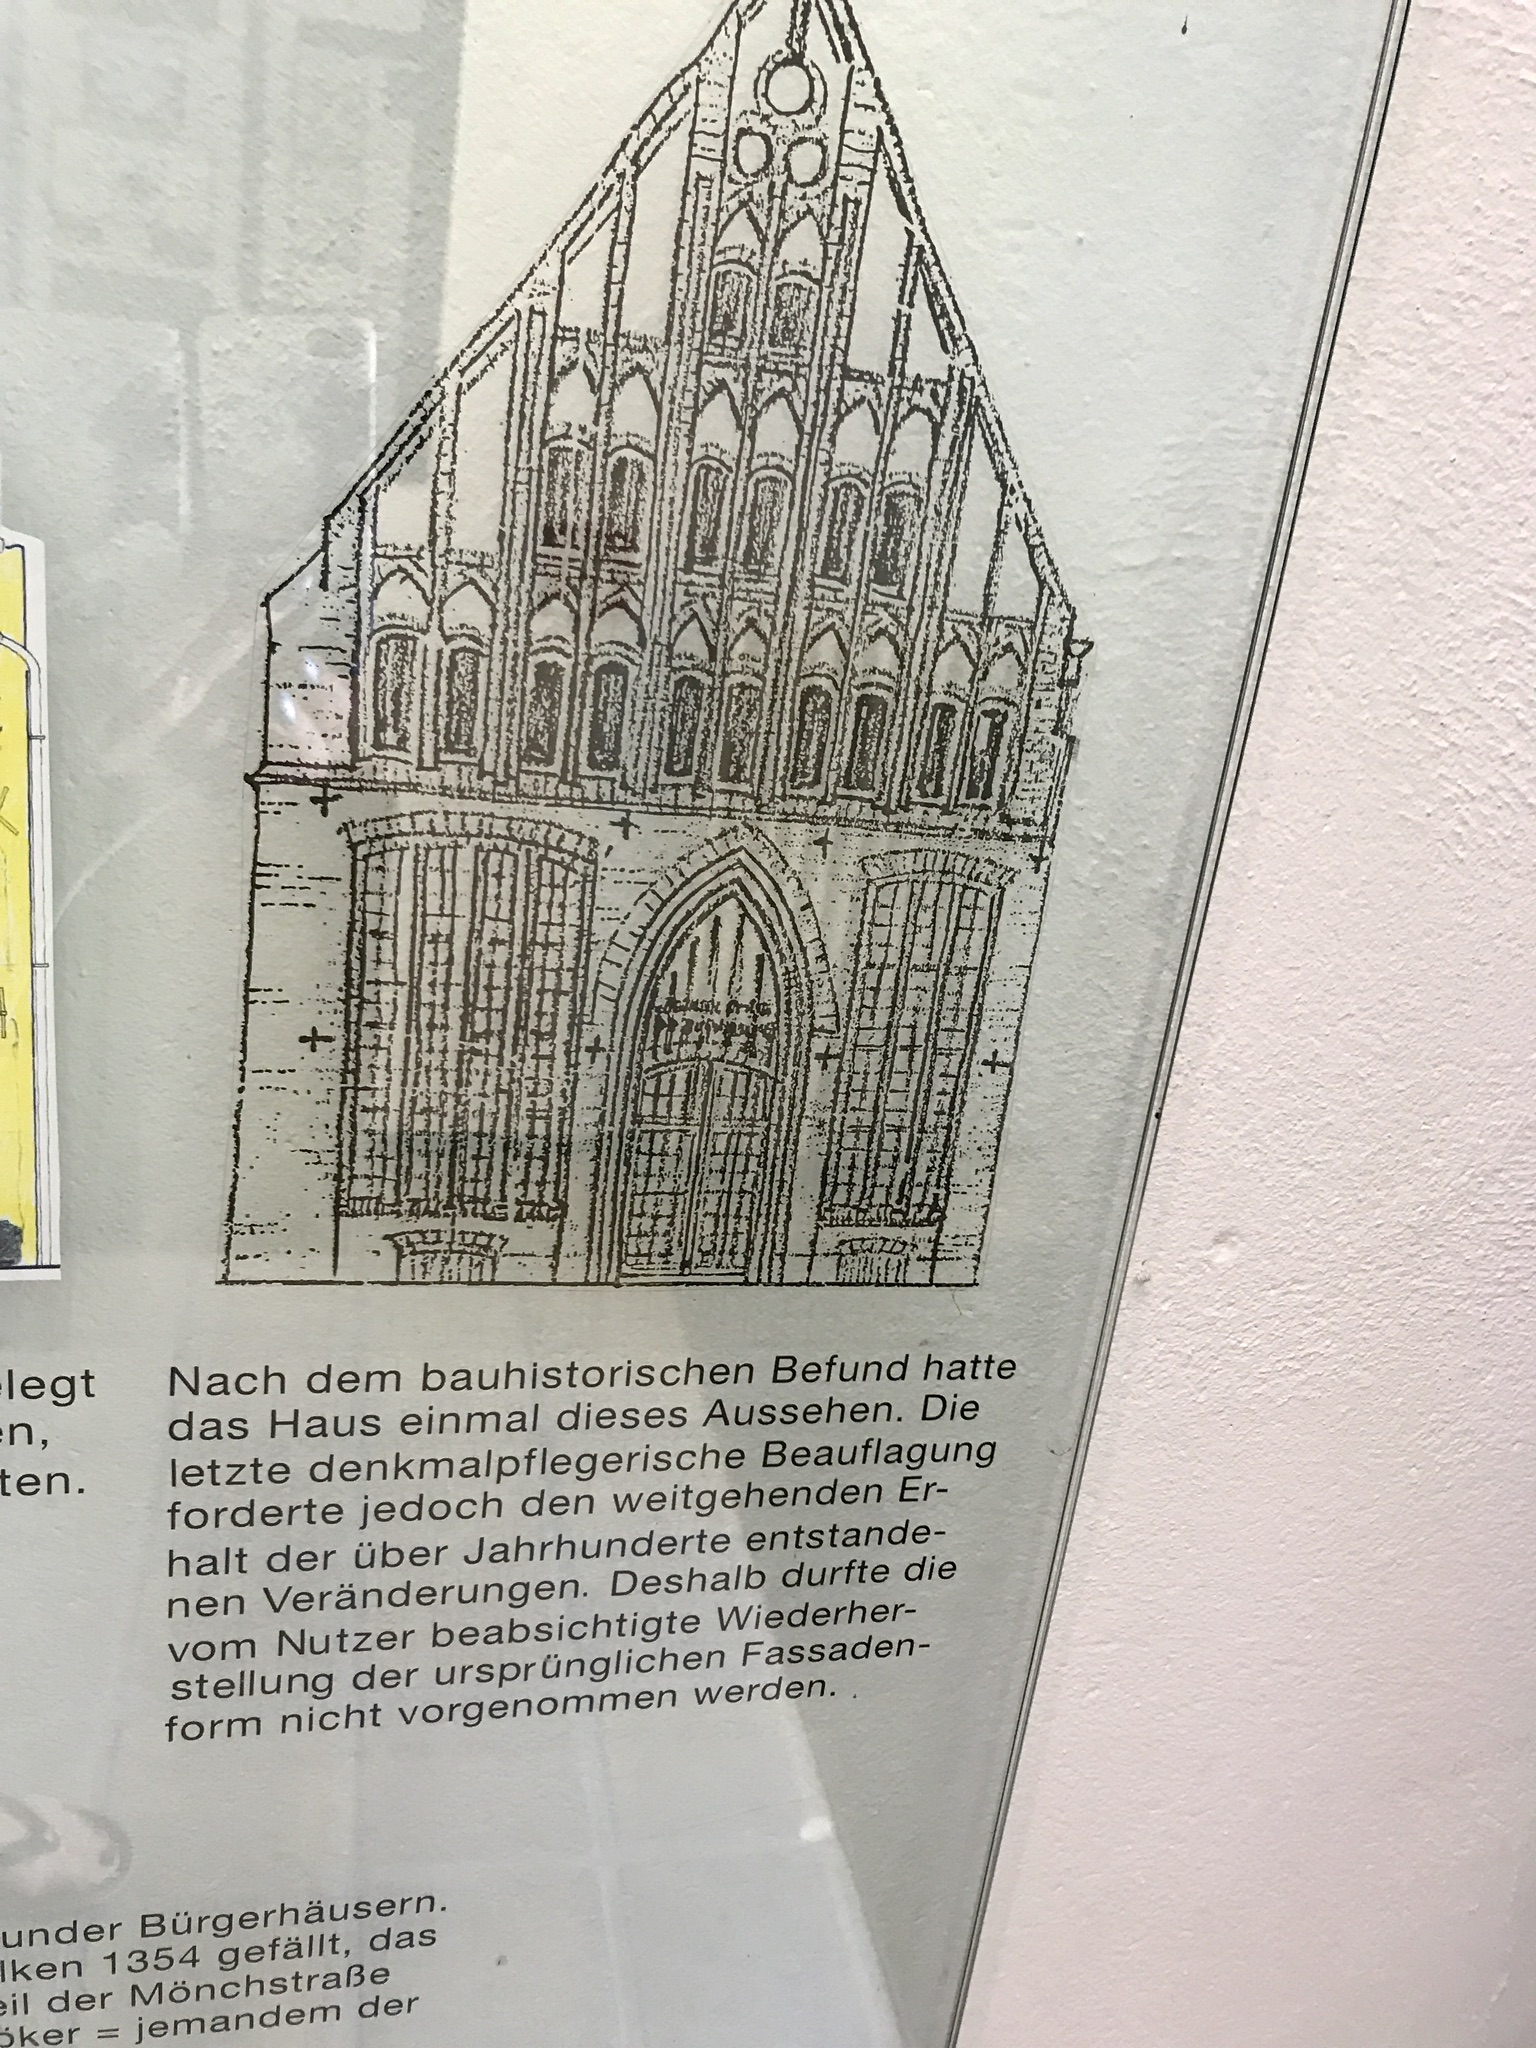 Nach dem bauhistorischen Befund hatte
das Haus einmal dieses Aussehen. Die
letzte denkmalpflegerische Beauflagung
forderte jedoch den weitgehenden Er-
halt der über Jahrhunderte entstande-
nen Veränderungen. Deshalb durfte die
vom Nutzer beabsichtigte Wiederher-
stellung der ursprünglichen Fassaden-
form nicht vorgenommen werden.
elegt
en,
ten.
under Bürgerhäusern.
lken 1354 gefällt, das
eil der Mönchstraße
öker = jemandem der